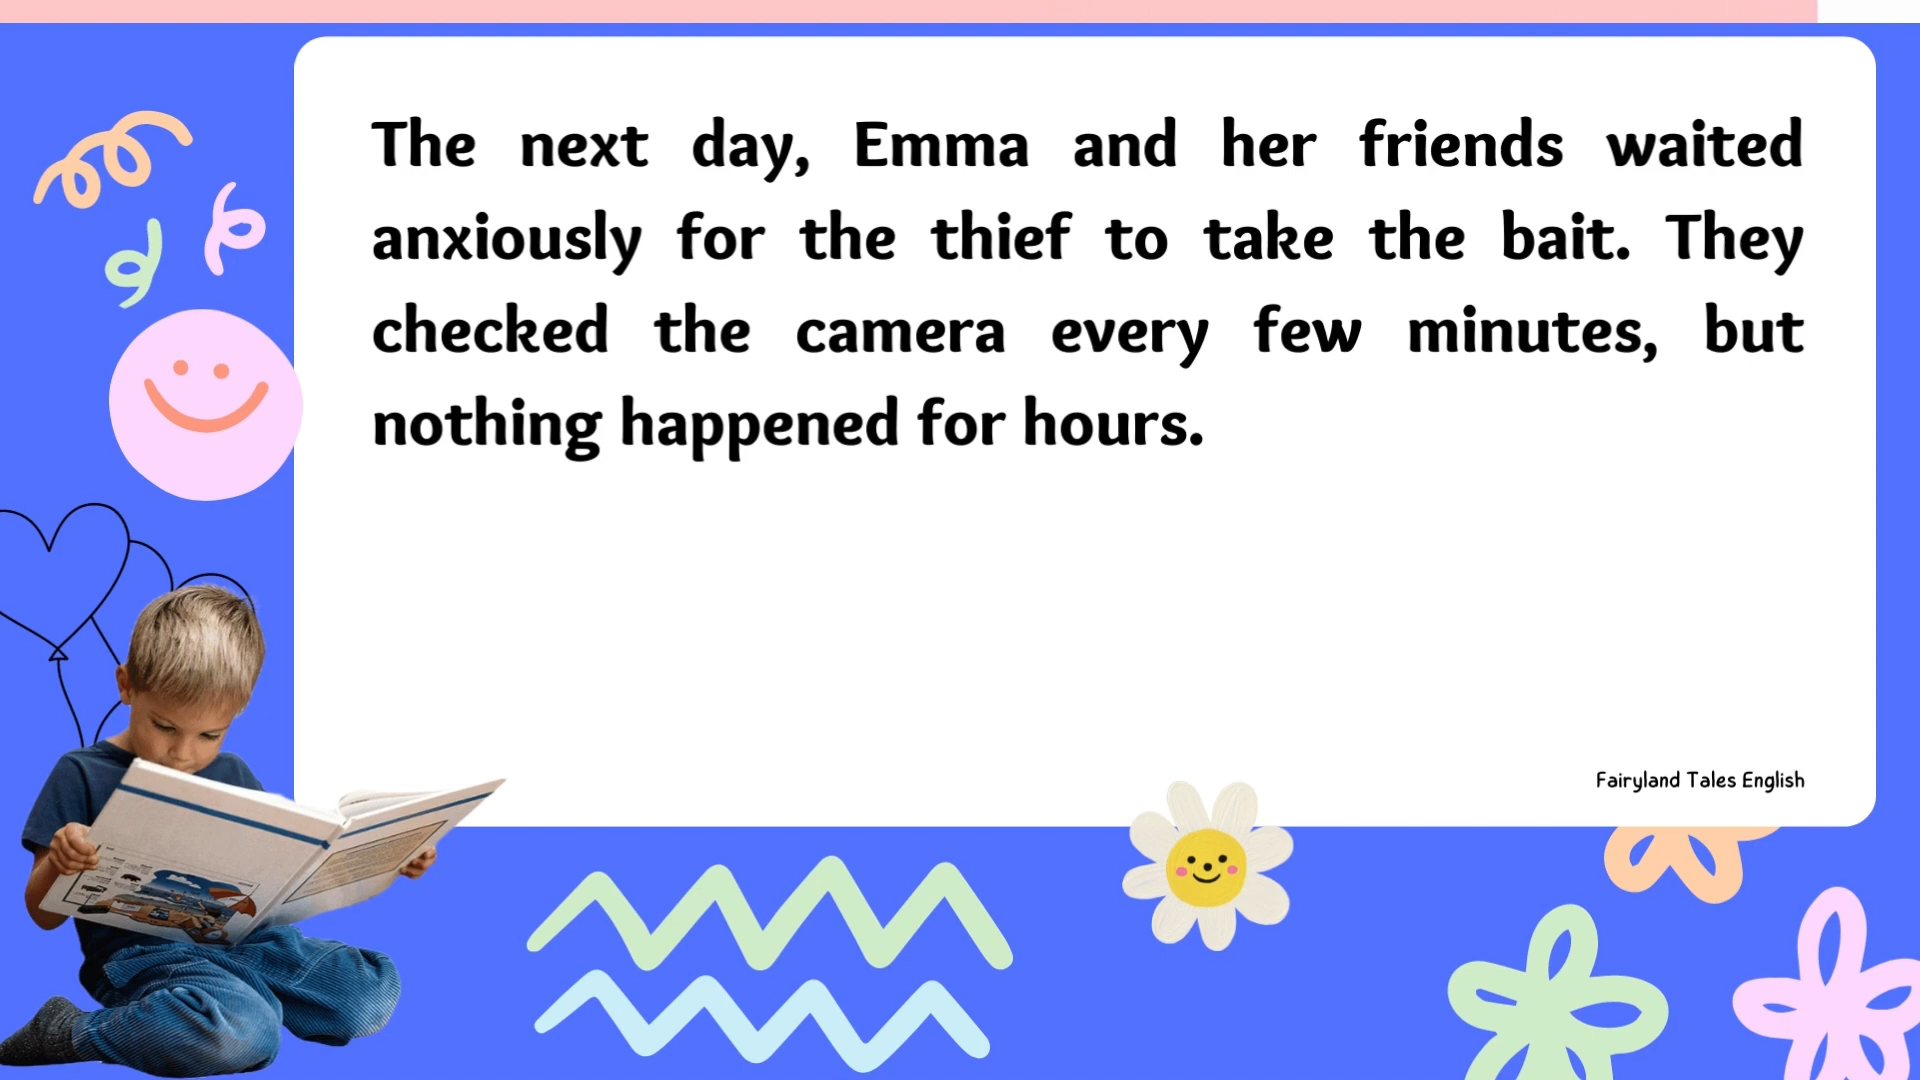 The next day, Emma and her friends waited
anxiously for the thief to take the bait. They
checked the camera every few minutes, but
nothing happened for hours.
Fairyland Tales English